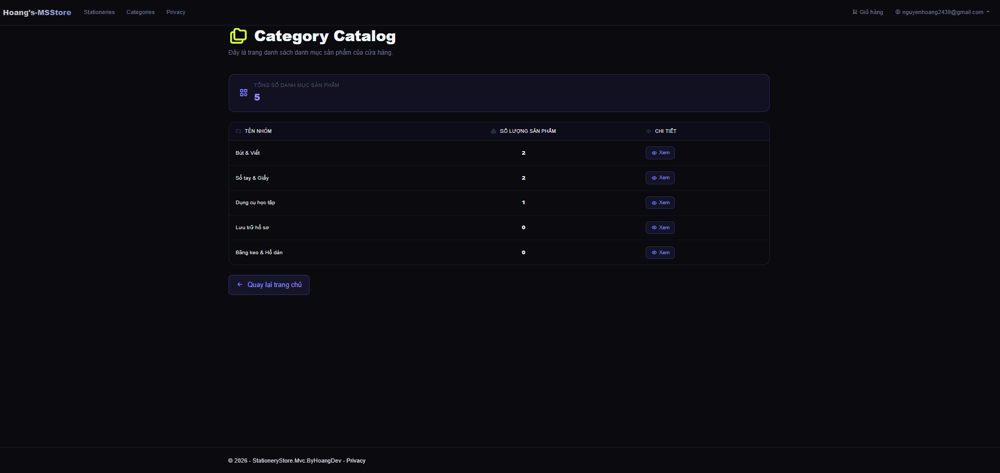 Hoang's-MSStore Stationeries Categories Privacy Giỏ hàng nguyenhoang2439@gmail.com
Category Catalog
Đây là trang danh sách danh mục sản phẩm của cửa hàng.
TỔNG SỐ DANH MỤC SẢN PHẨM
5
TÊN NHÓM SỐ LƯỢNG SẢN PHẨM CHI TIẾT
Bút & Viết 2 Xem
Sổ tay & Giấy 2 Xem
Dụng cụ học tập 1 Xem
Lưu trữ hồ sơ 0 Xem
Băng keo & Hồ dán 0 Xem
Quay lại trang chủ
© 2026 - StationeryStore.Mvc.ByHoangDev - Privacy